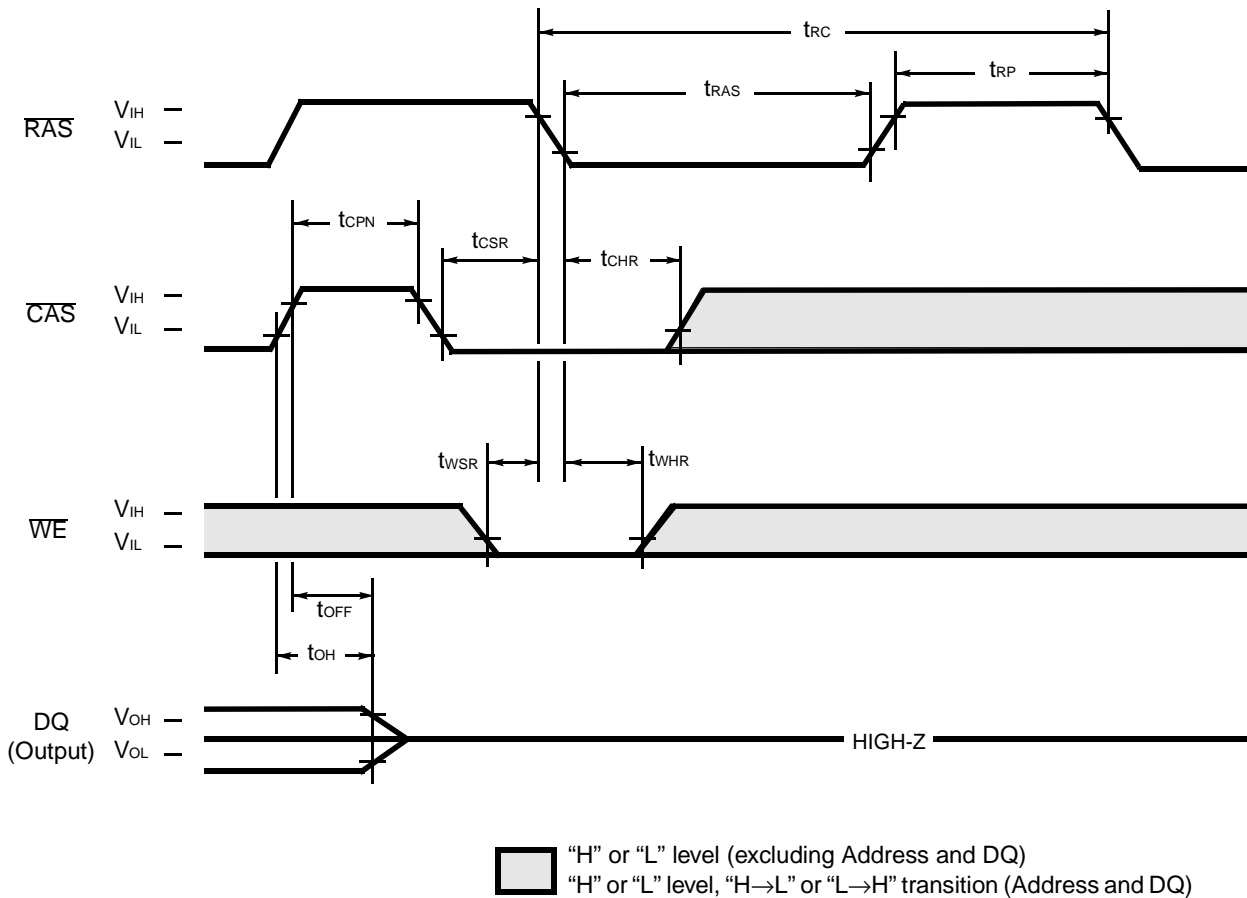 tRC
tRP
tRAS
RAS
VIH
VIL
tCPN
tCSR
tCHR
CAS
VIH
VIL
tWSR
tWHR
WE
VIH
VIL
tOFF
tOH
DQ
(Output)
VOH
VOL
HIGH-Z
“H” or “L” level (excluding Address and DQ)
“H” or “L” level, “H→L” or “L→H” transition (Address and DQ)